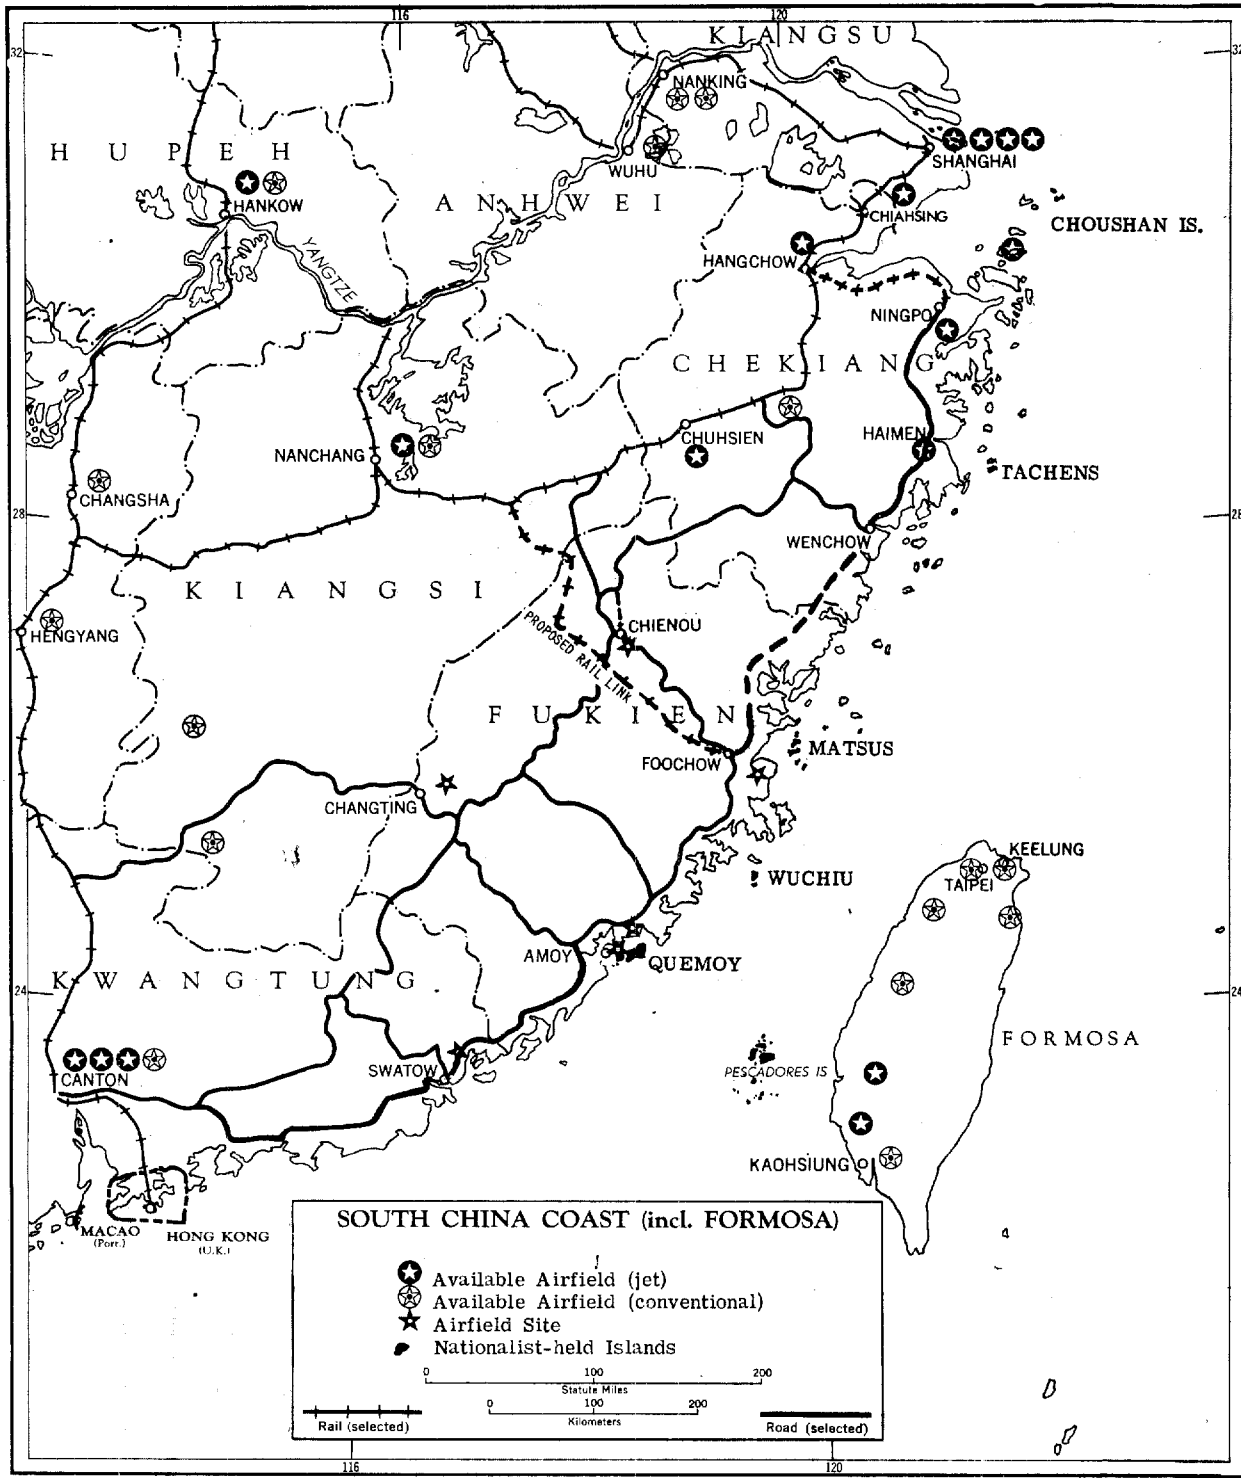 116
120
32
32
KIANGSU
NANKING
HUPEH
WUHU
SHANGHAI
HANKOW
ANHWEI
CHIAHSING
CHOUSHAN IS.
YANGTZE
HANGCHOW
NINGPO
CHEKIANG
HAIMEN
CHUHSIEN
NANCHANG
TACHENS
CHANGSHA
28
28
WENCHOW
KIANGSI
PROPOSED RAIL LINK
CHIENOU
HENGYANG
FUKIEN
MATSUS
FOOCHOW
CHANGTING
KEELUNG
TAIPEI
WUCHIU
AMOY
QUEMOY
KWANGTUNG
24
24
FORMOSA
SWATOW
PESCADORES IS
CANTON
KAOHSIUNG
MACAO
(Port.)
HONG KONG
(U.K.)
SOUTH CHINA COAST (incl. FORMOSA)
Available Airfield (jet)
Available Airfield (conventional)
Airfield Site
Nationalist-held Islands
0 100 200
Statute Miles
0 100 200
Kilometers
Rail (selected)
Road (selected)
116
120